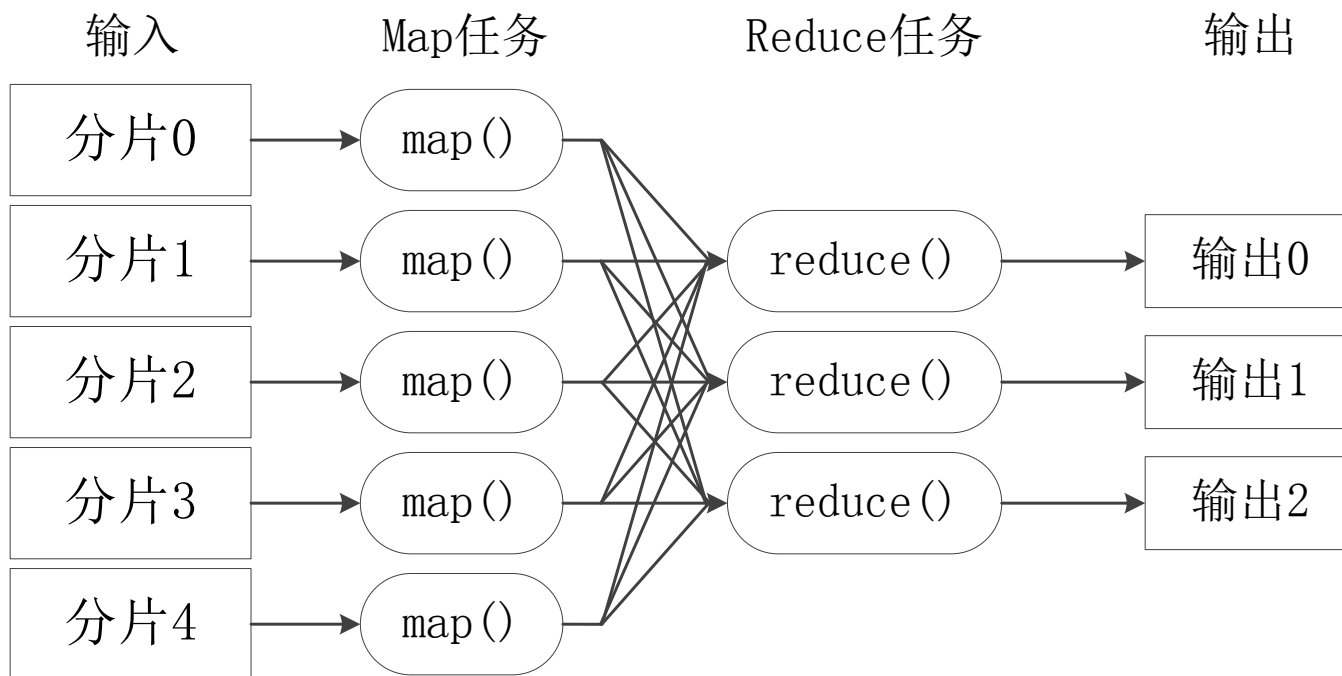 输入
Map任务
Reduce任务
输出
分片0
map()
分片1
map()
reduce()
输出0
分片2
map()
reduce()
输出1
分片3
map()
reduce()
输出2
分片4
map()